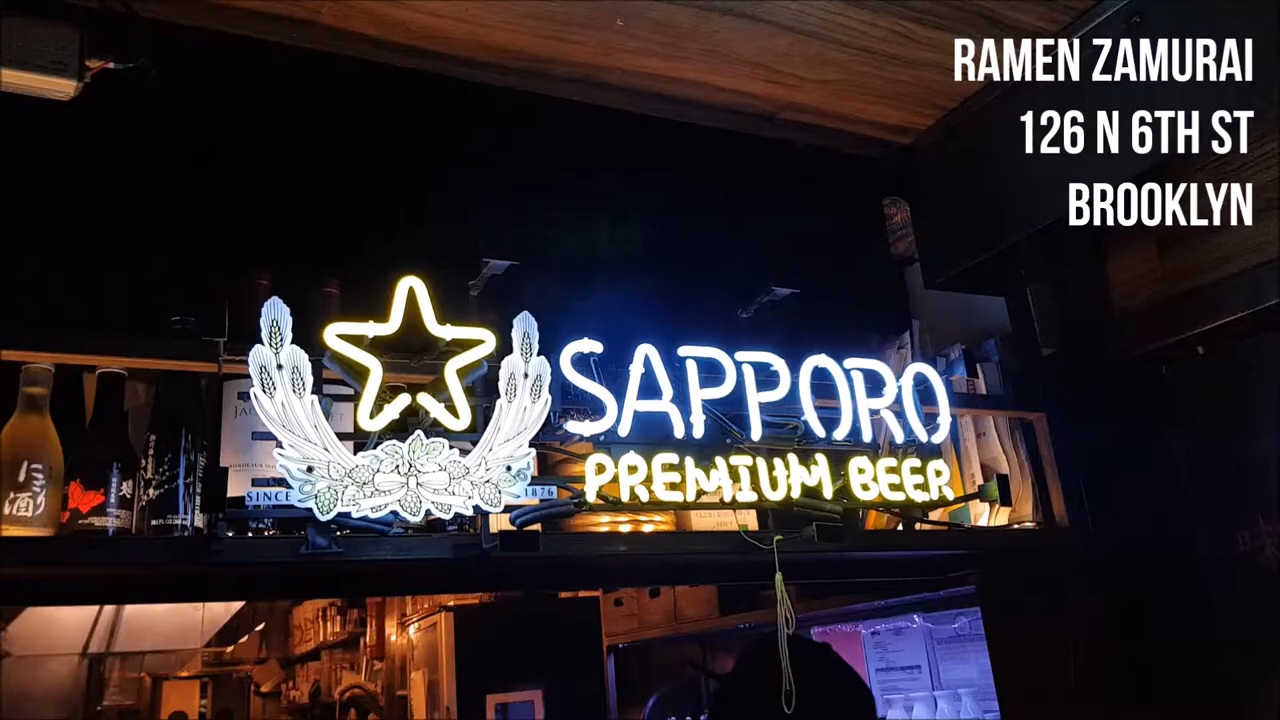 RAMEN ZAMURAI
126 N 6TH ST
BROOKLYN
SAPPORO
PREMIUM BEER
SINCE 1876
にごり
酒